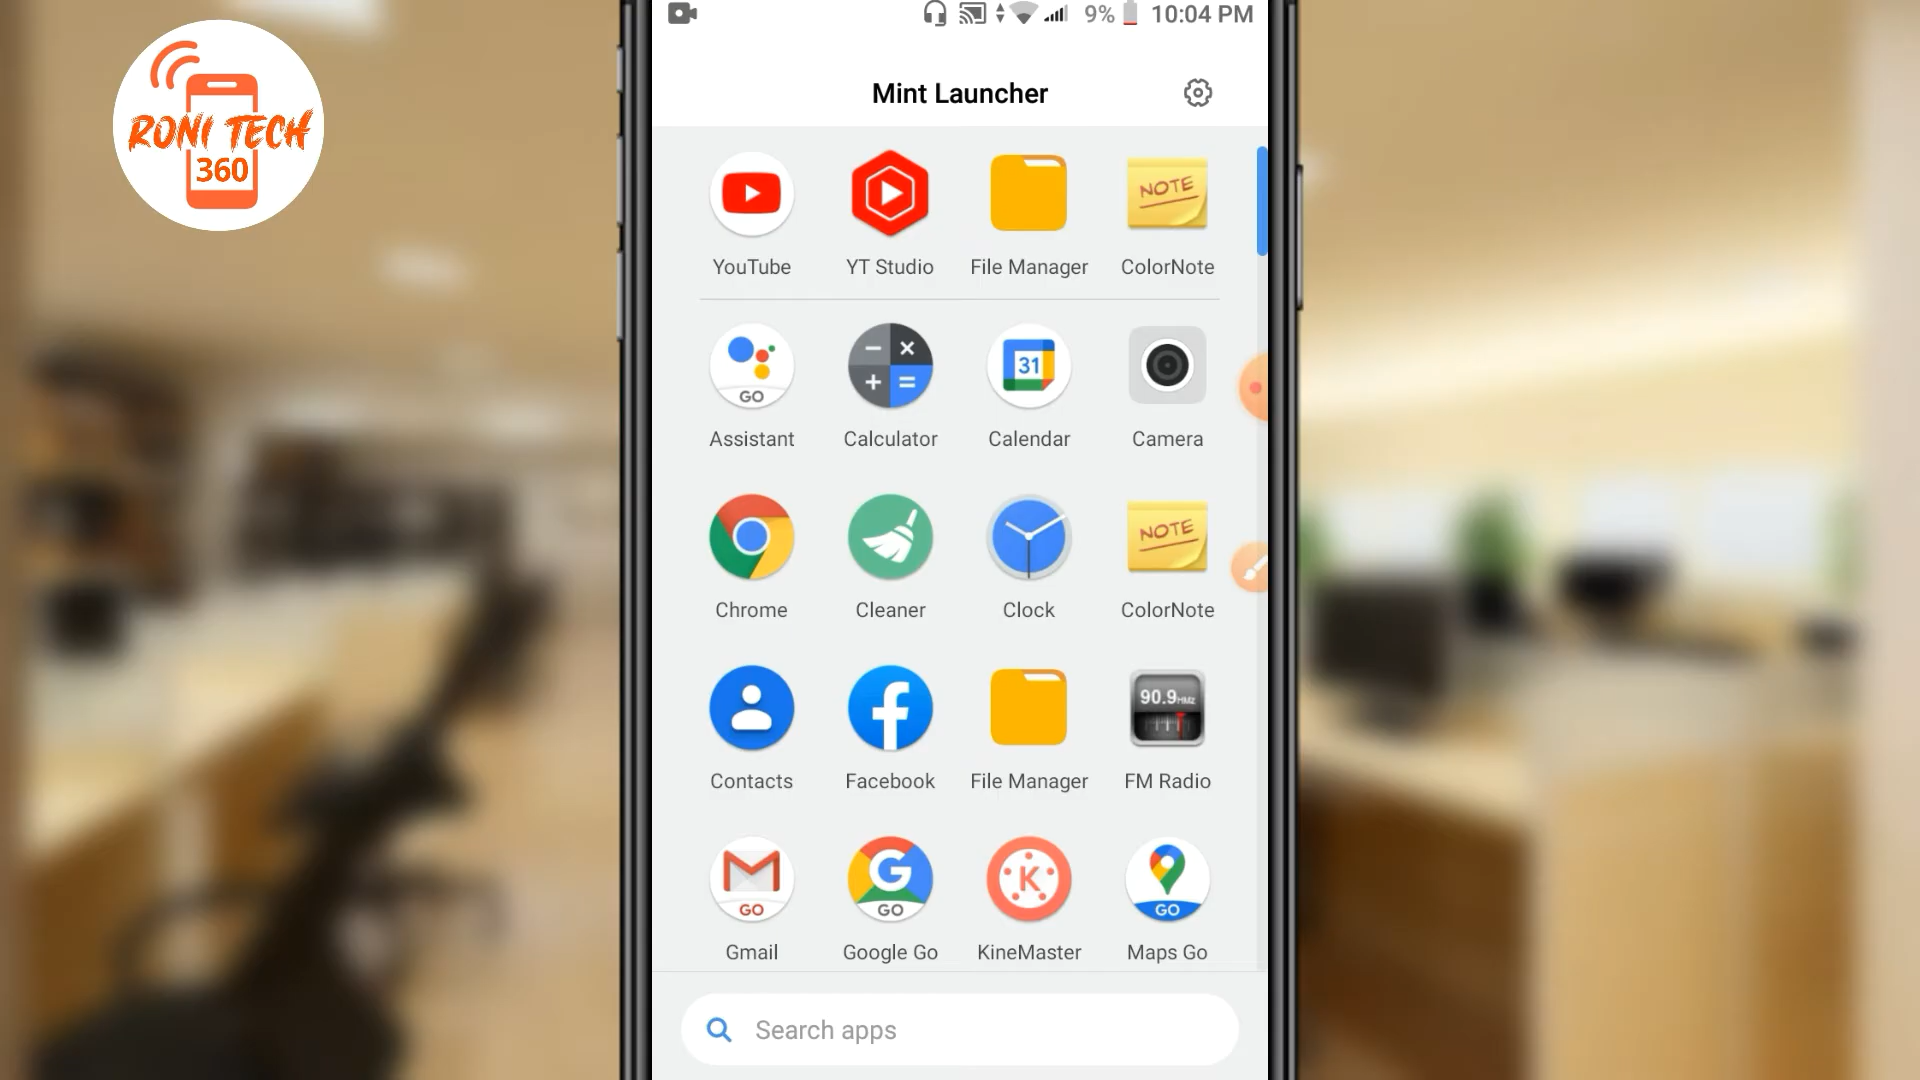 RONI TECH
360
9% 10:04 PM
Mint Launcher
NOTE
YouTube YT Studio File Manager ColorNote
GO 31
Assistant Calculator Calendar Camera
NOTE
Chrome Cleaner Clock ColorNote
90.9HMZ
Contacts Facebook File Manager FM Radio
GO G GO K GO
Gmail Google Go KineMaster Maps Go
Search apps